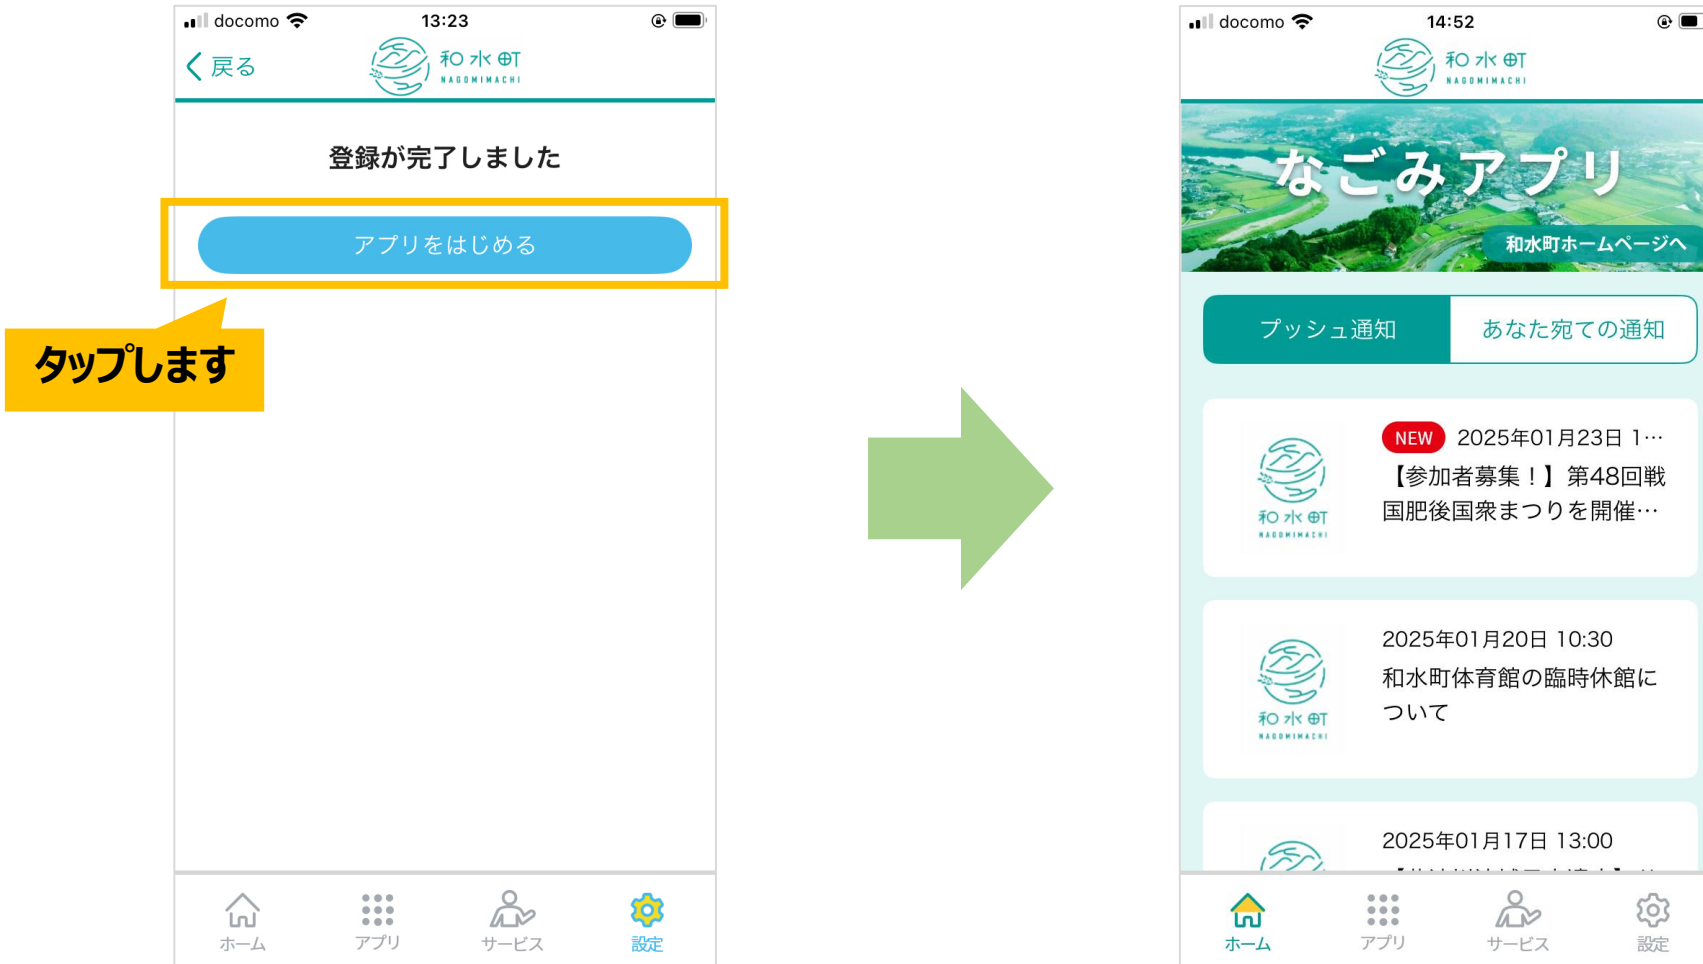 docomo 13:23
戻る
和水町
NAGOMIMACHI
登録が完了しました
アプリをはじめる
タップします
ホーム アプリ サービス 設定
docomo 14:52
和水町
NAGOMIMACHI
なごみアプリ
和水町ホームページへ
プッシュ通知 あなた宛ての通知
NEW 2025年01月23日 1…
【参加者募集！】第48回戦
国肥後国衆まつりを開催…
和水町
NAGOMIMACHI
2025年01月20日 10:30
和水町体育館の臨時休館に
ついて
和水町
NAGOMIMACHI
2025年01月17日 13:00
ホーム アプリ サービス 設定